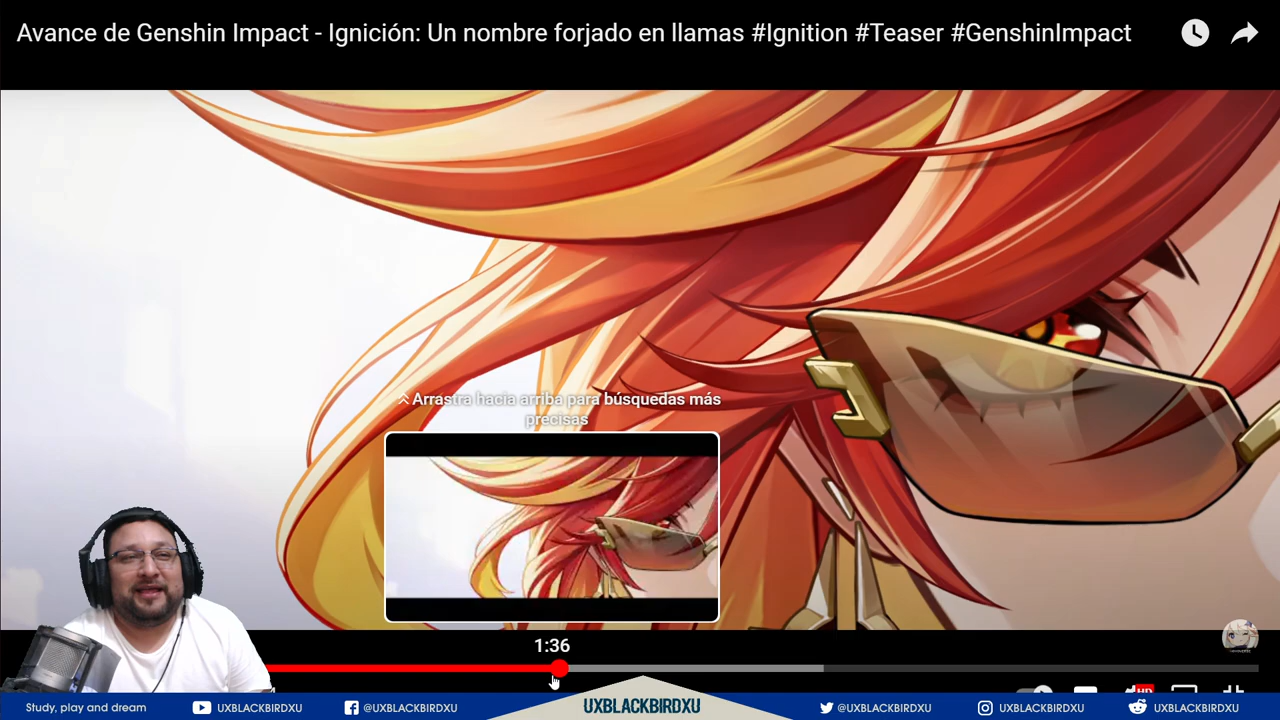 Avance de Genshin Impact - Ignición: Un nombre forjado en llamas #Ignition #Teaser #GenshinImpact
Arrastra hacia arriba para búsquedas más
precisas
1:36
HD
Study, play and dream
UXBLACKBIRDXU
@UXBLACKBIRDXU
UXBLACKBIRDXU
@UXBLACKBIRDXU
UXBLACKBIRDXU
UXBLACKBIRDXU